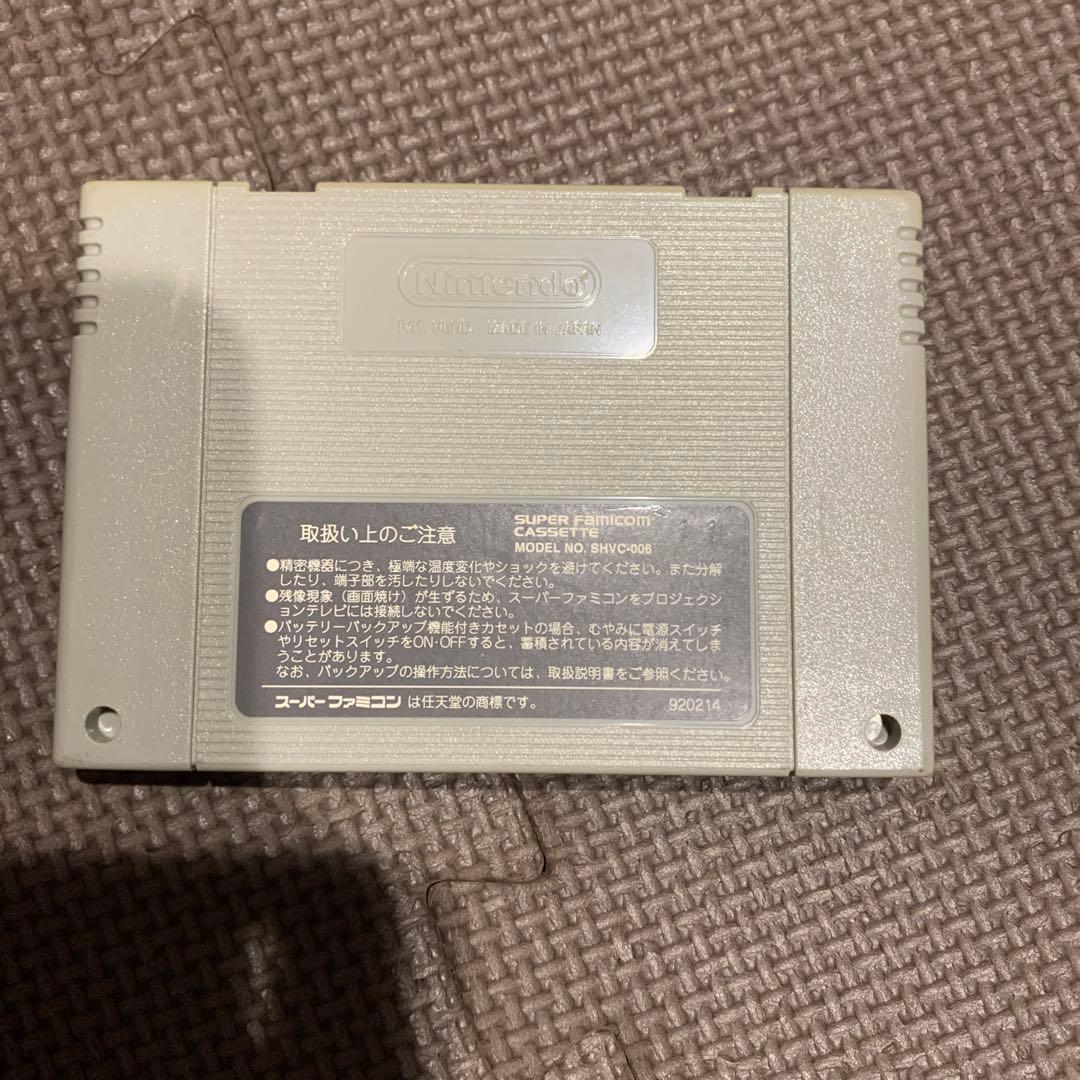 Nintendo®
PAT. PEND. MADE IN JAPAN
取扱い上のご注意
SUPER Famicom
CASSETTE
MODEL NO. SHVC-006
●精密機器につき、極端な温度変化やショックを避けてください。また分解
したり、端子部を汚したりしないでください。
●残像現象（画面焼け）が生ずるため、スーパーファミコンをプロジェクシ
ョンテレビには接続しないでください。
●バッテリーバックアップ機能付きカセットの場合、むやみに電源スイッチ
やリセットスイッチをON･OFFすると、蓄積されている内容が消えてしま
うことがあります。
なお、バックアップの操作方法については、取扱説明書をご参照ください。
スーパーファミコン は任天堂の商標です。
920214